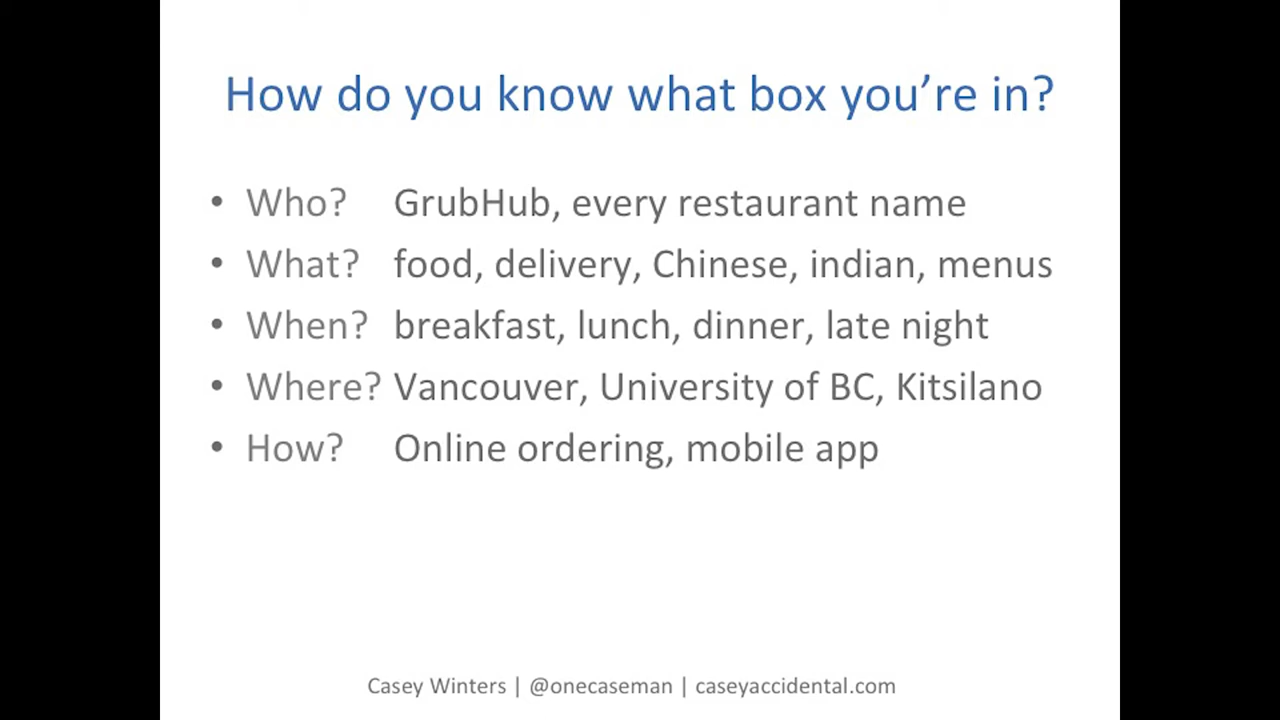 How do you know what box you’re in?
• Who? GrubHub, every restaurant name
• What? food, delivery, Chinese, indian, menus
• When? breakfast, lunch, dinner, late night
• Where? Vancouver, University of BC, Kitsilano
• How? Online ordering, mobile app
Casey Winters | @onecaseman | caseyaccidental.com